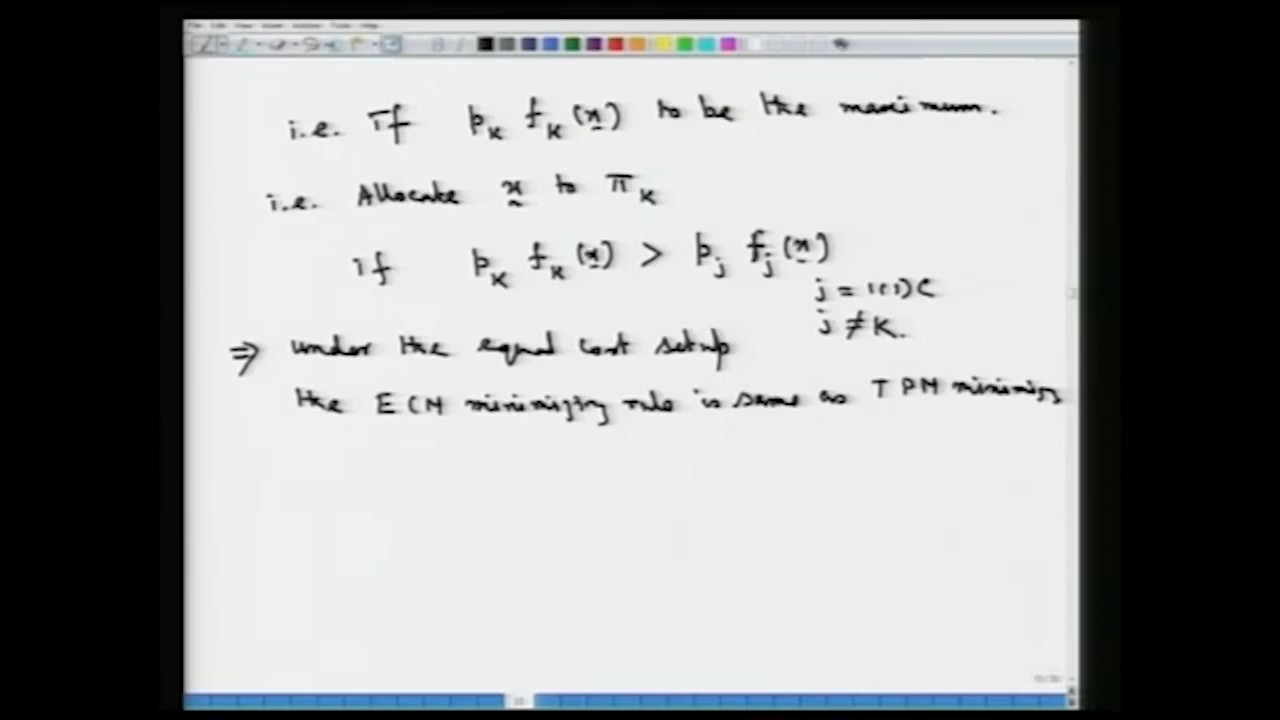 i.e. If p_k f_k(x) to be the maximum.
i.e. Allocate x to π_k
if p_k f_k(x) > p_j f_j(x)
j = 1(1)C
j ≠ k.
⇒ under the equal cost setup
the ECM minimizing rule is same as TPM minimizing